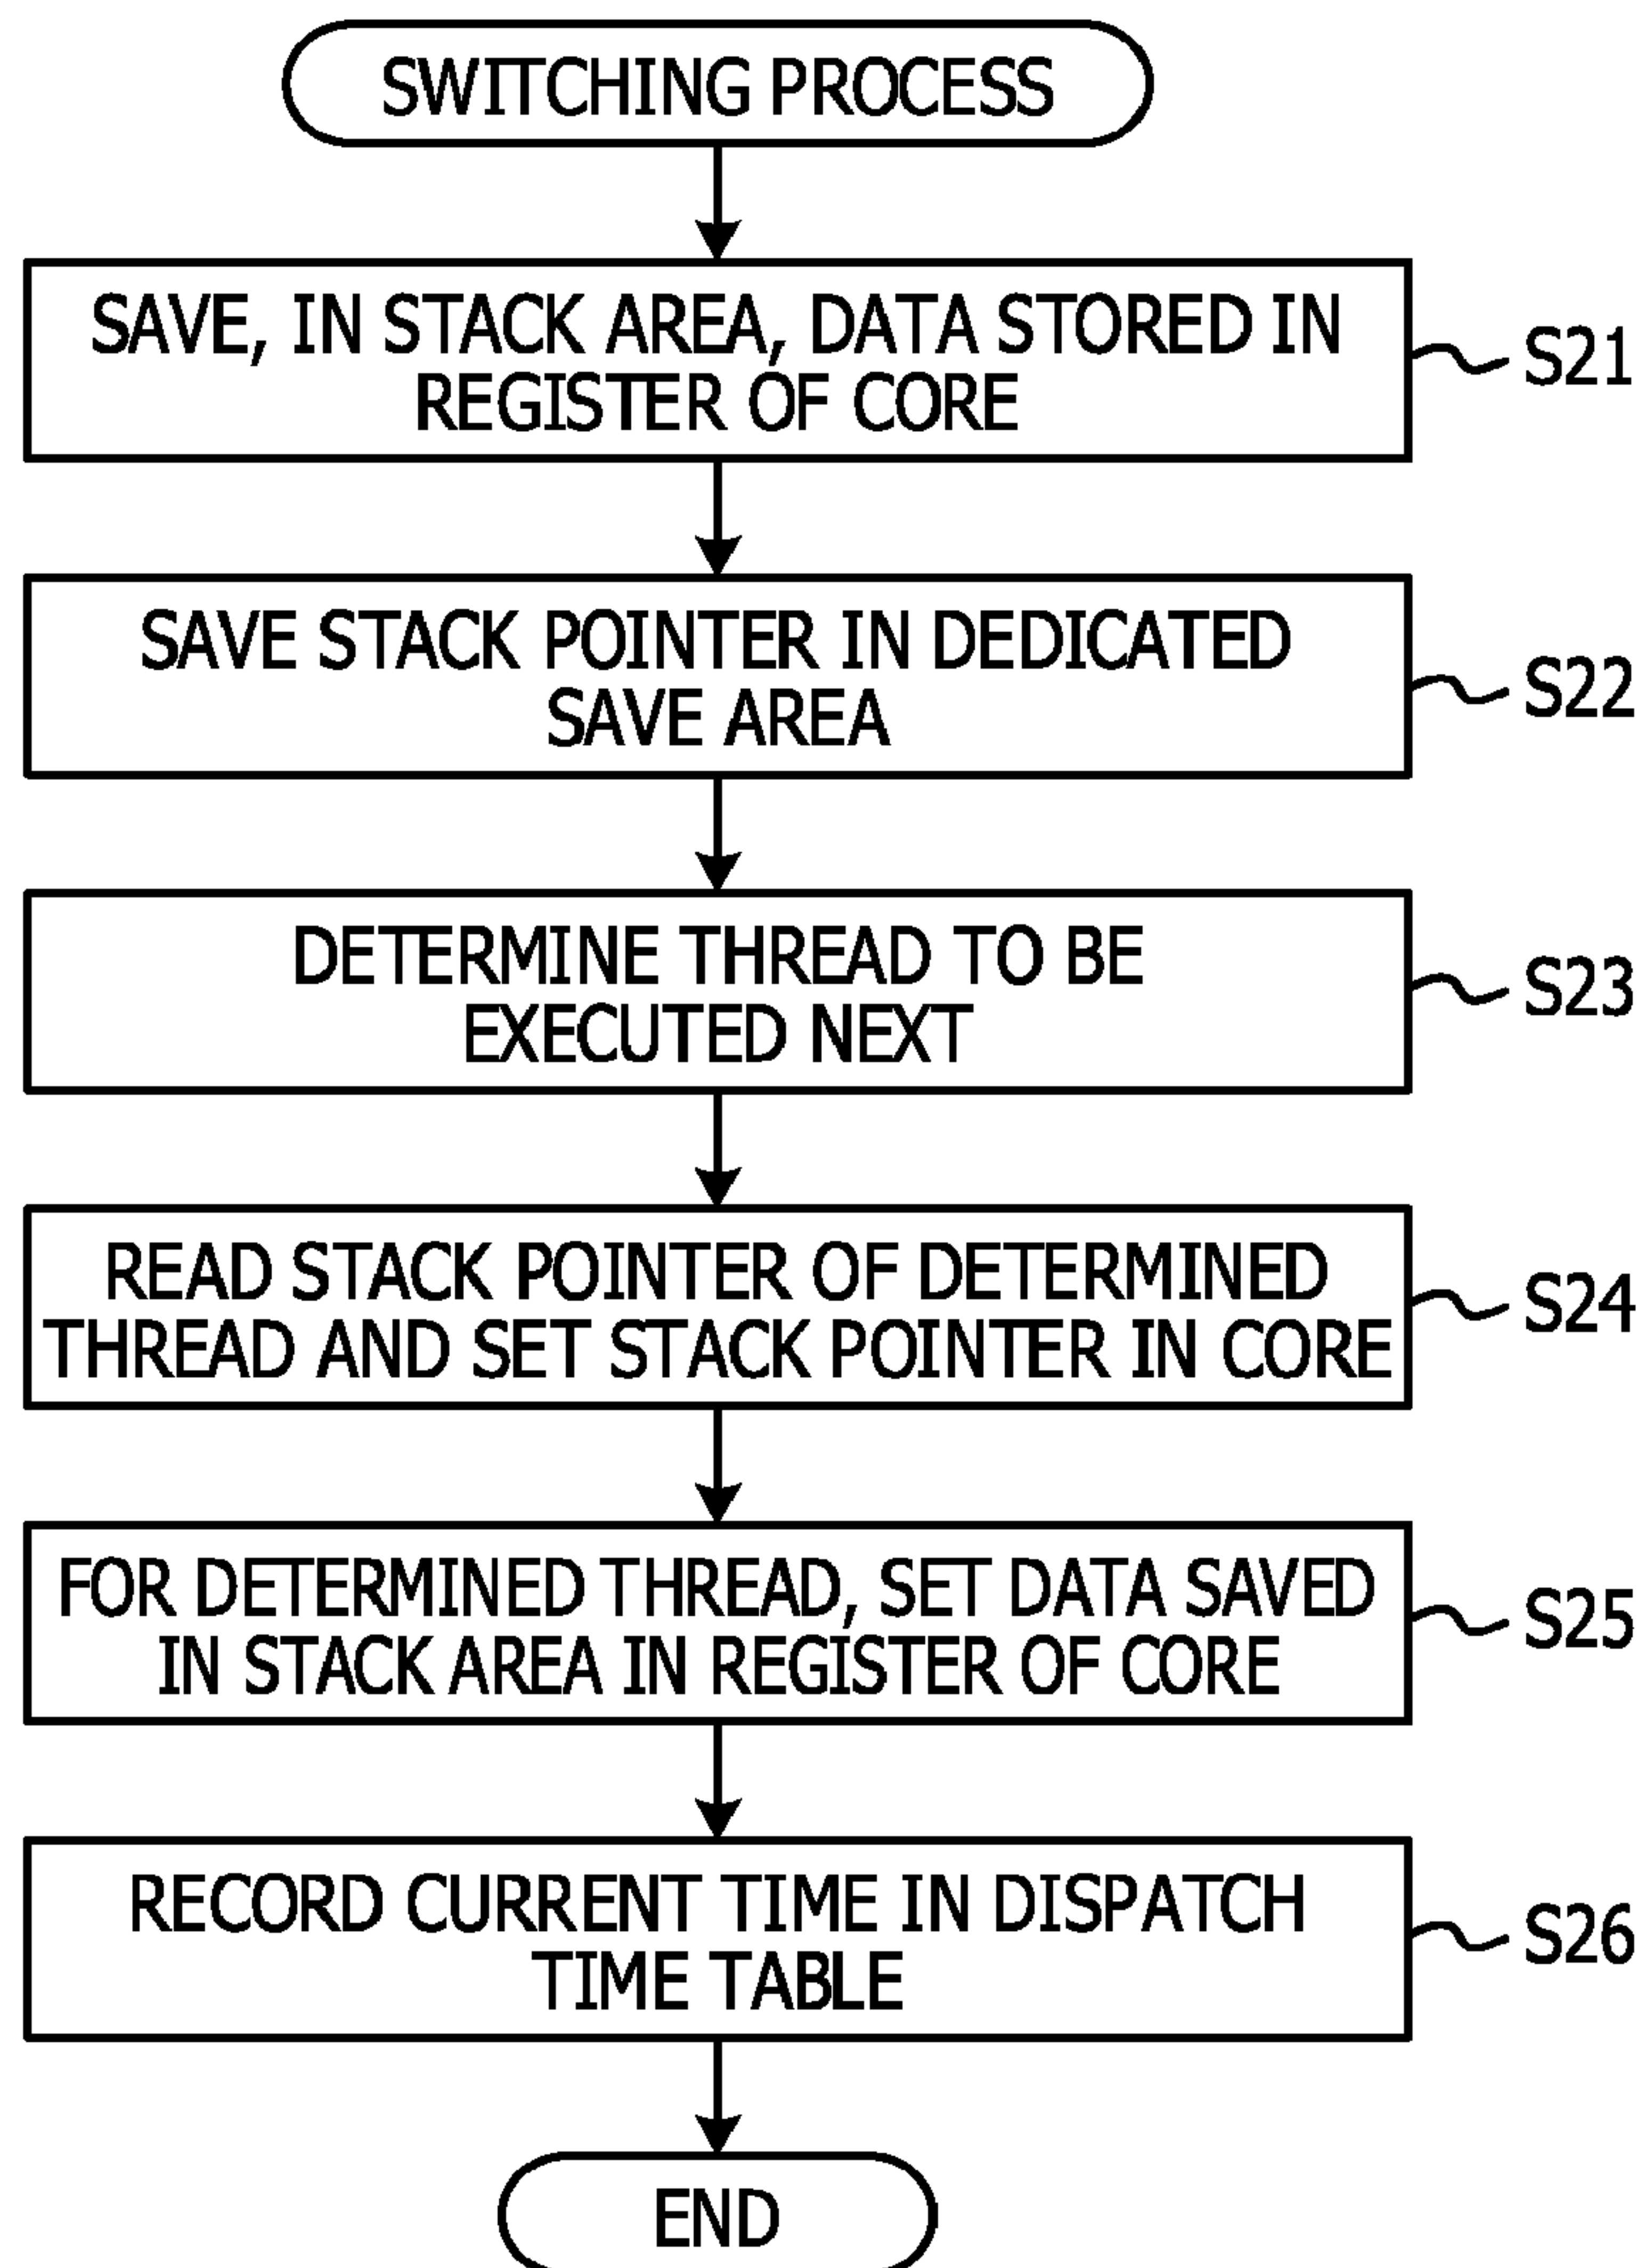 SWITCHING PROCESS
SAVE, IN STACK AREA, DATA STORED IN
REGISTER OF CORE
S21
SAVE STACK POINTER IN DEDICATED
SAVE AREA
S22
DETERMINE THREAD TO BE
EXECUTED NEXT
S23
READ STACK POINTER OF DETERMINED
THREAD AND SET STACK POINTER IN CORE
S24
FOR DETERMINED THREAD, SET DATA SAVED
IN STACK AREA IN REGISTER OF CORE
S25
RECORD CURRENT TIME IN DISPATCH
TIME TABLE
S26
END